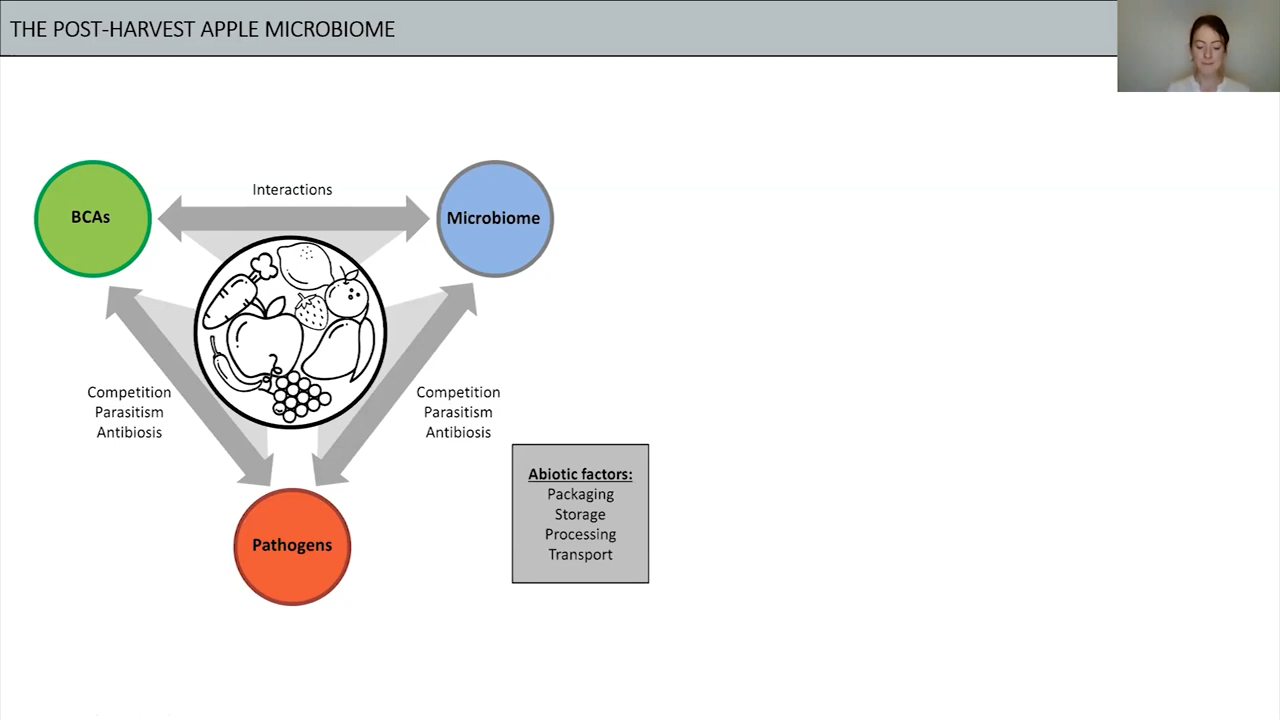 THE POST-HARVEST APPLE MICROBIOME
Interactions
BCAs
Microbiome
Competition
Parasitism
Antibiosis
Competition
Parasitism
Antibiosis
Pathogens
Abiotic factors:
Packaging
Storage
Processing
Transport